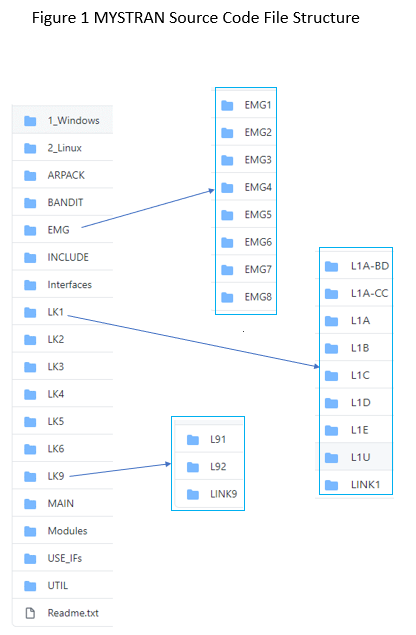 Figure 1 MYSTRAN Source Code File Structure
1_Windows
2_Linux
ARPACK
BANDIT
EMG
INCLUDE
Interfaces
LK1
LK2
LK3
LK4
LK5
LK6
LK9
MAIN
Modules
USE_IFs
UTIL
Readme.txt
EMG1
EMG2
EMG3
EMG4
EMG5
EMG6
EMG7
EMG8
L1A-BD
L1A-CC
L1A
L1B
L1C
L1D
L1E
L1U
LINK1
L91
L92
LINK9